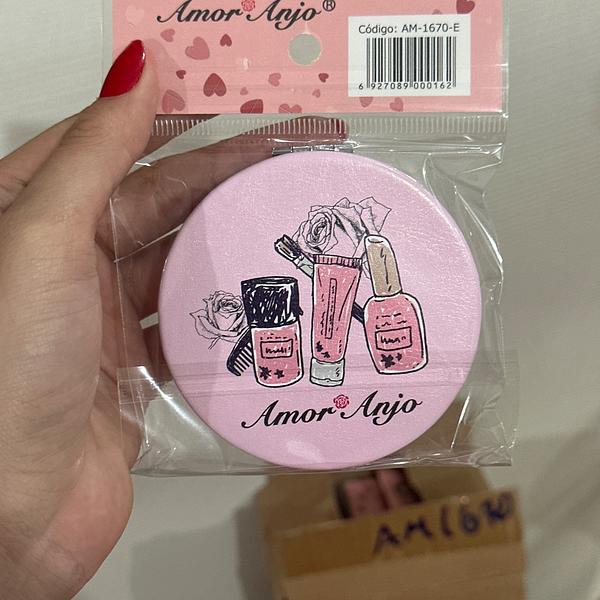 Amor Anjo®
Código: AM-1670-E
6 927089 000162
Amor Anjo
AM1670